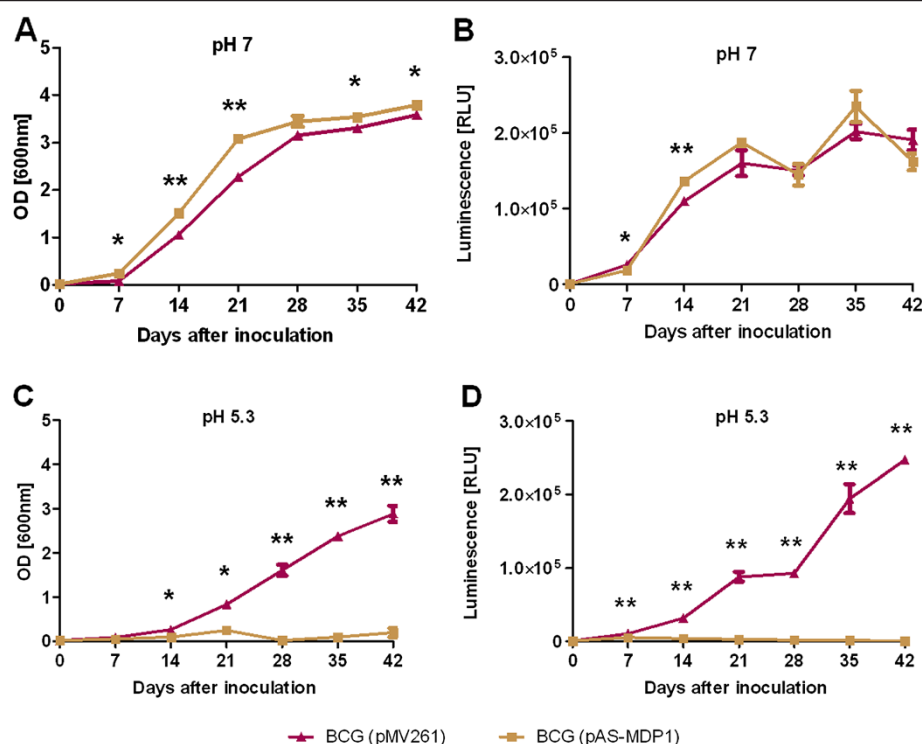 A
pH 7
OD [600nm]
5
4
3
2
1
0
*
**
**
*
*
0 7 14 21 28 35 42
Days after inoculation
B
pH 7
Luminescence [RLU]
3.0×10⁵
2.0×10⁵
1.0×10⁵
0
*
**
0 7 14 21 28 35 42
Days after inoculation
C
pH 5.3
OD [600nm]
5
4
3
2
1
0
*
*
**
**
**
0 7 14 21 28 35 42
Days after inoculation
D
pH 5.3
Luminescence [RLU]
3.0×10⁵
2.0×10⁵
1.0×10⁵
0
**
**
**
**
**
**
0 7 14 21 28 35 42
Days after inoculation
BCG (pMV261) BCG (pAS-MDP1)